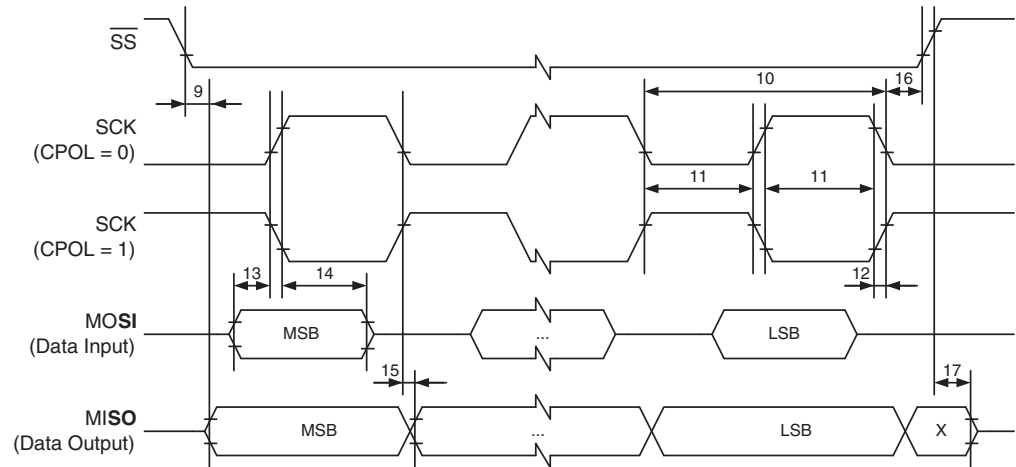 SS
9
10
16
SCK
(CPOL = 0)
11
11
SCK
(CPOL = 1)
13
14
12
MOSI
(Data Input)
MSB
...
LSB
15
17
MISO
(Data Output)
MSB
...
LSB
X